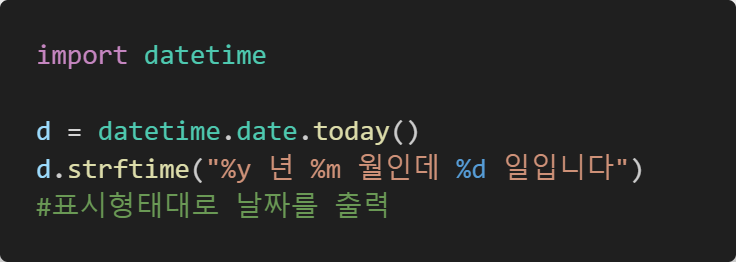 import datetime
d = datetime.date.today()
d.strftime("%y 년 %m 월인데 %d 일입니다")
#표시형태대로 날짜를 출력